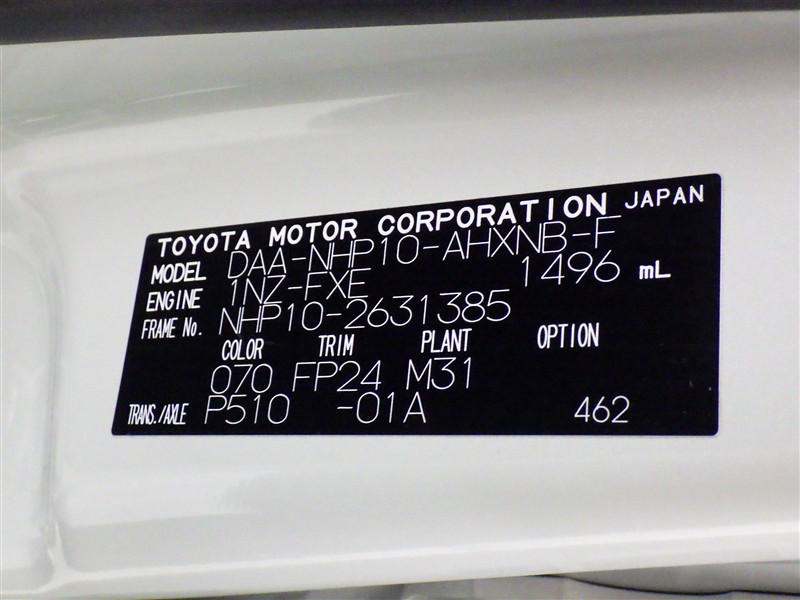 TOYOTA MOTOR CORPORATION JAPAN
MODEL DAA-NHP10-AHXNB-F
ENGINE 1NZ-FXE 1496 mL
FRAME No. NHP10-2631385
COLOR TRIM PLANT OPTION
070 FP24 M31
TRANS./AXLE P510 -01A 462